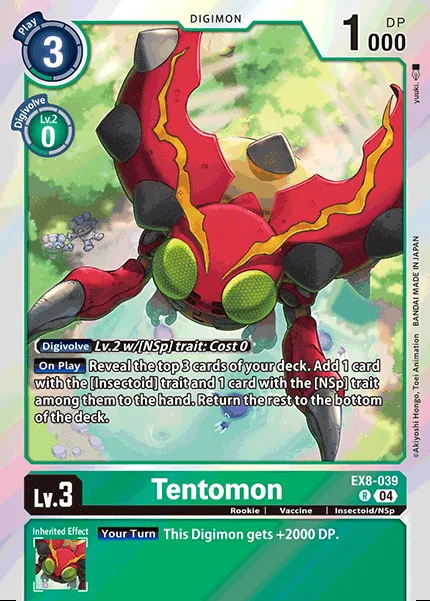 Play
3
DIGIMON
1000
DP
Digivolve
Lv.2
0
yuuki.
©Akiyoshi Hongo, Toei Animation BANDAI MADE IN JAPAN
Digivolve Lv.2 w/[NSp] trait: Cost 0
On Play Reveal the top 3 cards of your deck. Add 1 card
with the [Insectoid] trait and 1 card with the [NSp] trait
among them to the hand. Return the rest to the bottom
of the deck.
Lv.3
Tentomon
EX8-039
R 04
Rookie | Vaccine | Insectoid/NSp
Inherited Effect
Your Turn This Digimon gets +2000 DP.